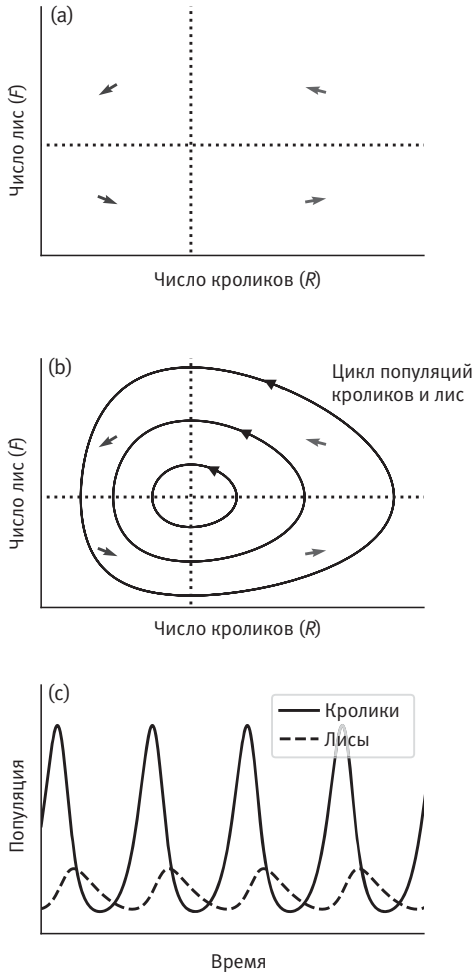 (a)
Число лис (F)
Число кроликов (R)
(b)
Цикл популяций
кроликов и лис
Число лис (F)
Число кроликов (R)
(c)
Кролики
Лисы
Популяция
Время